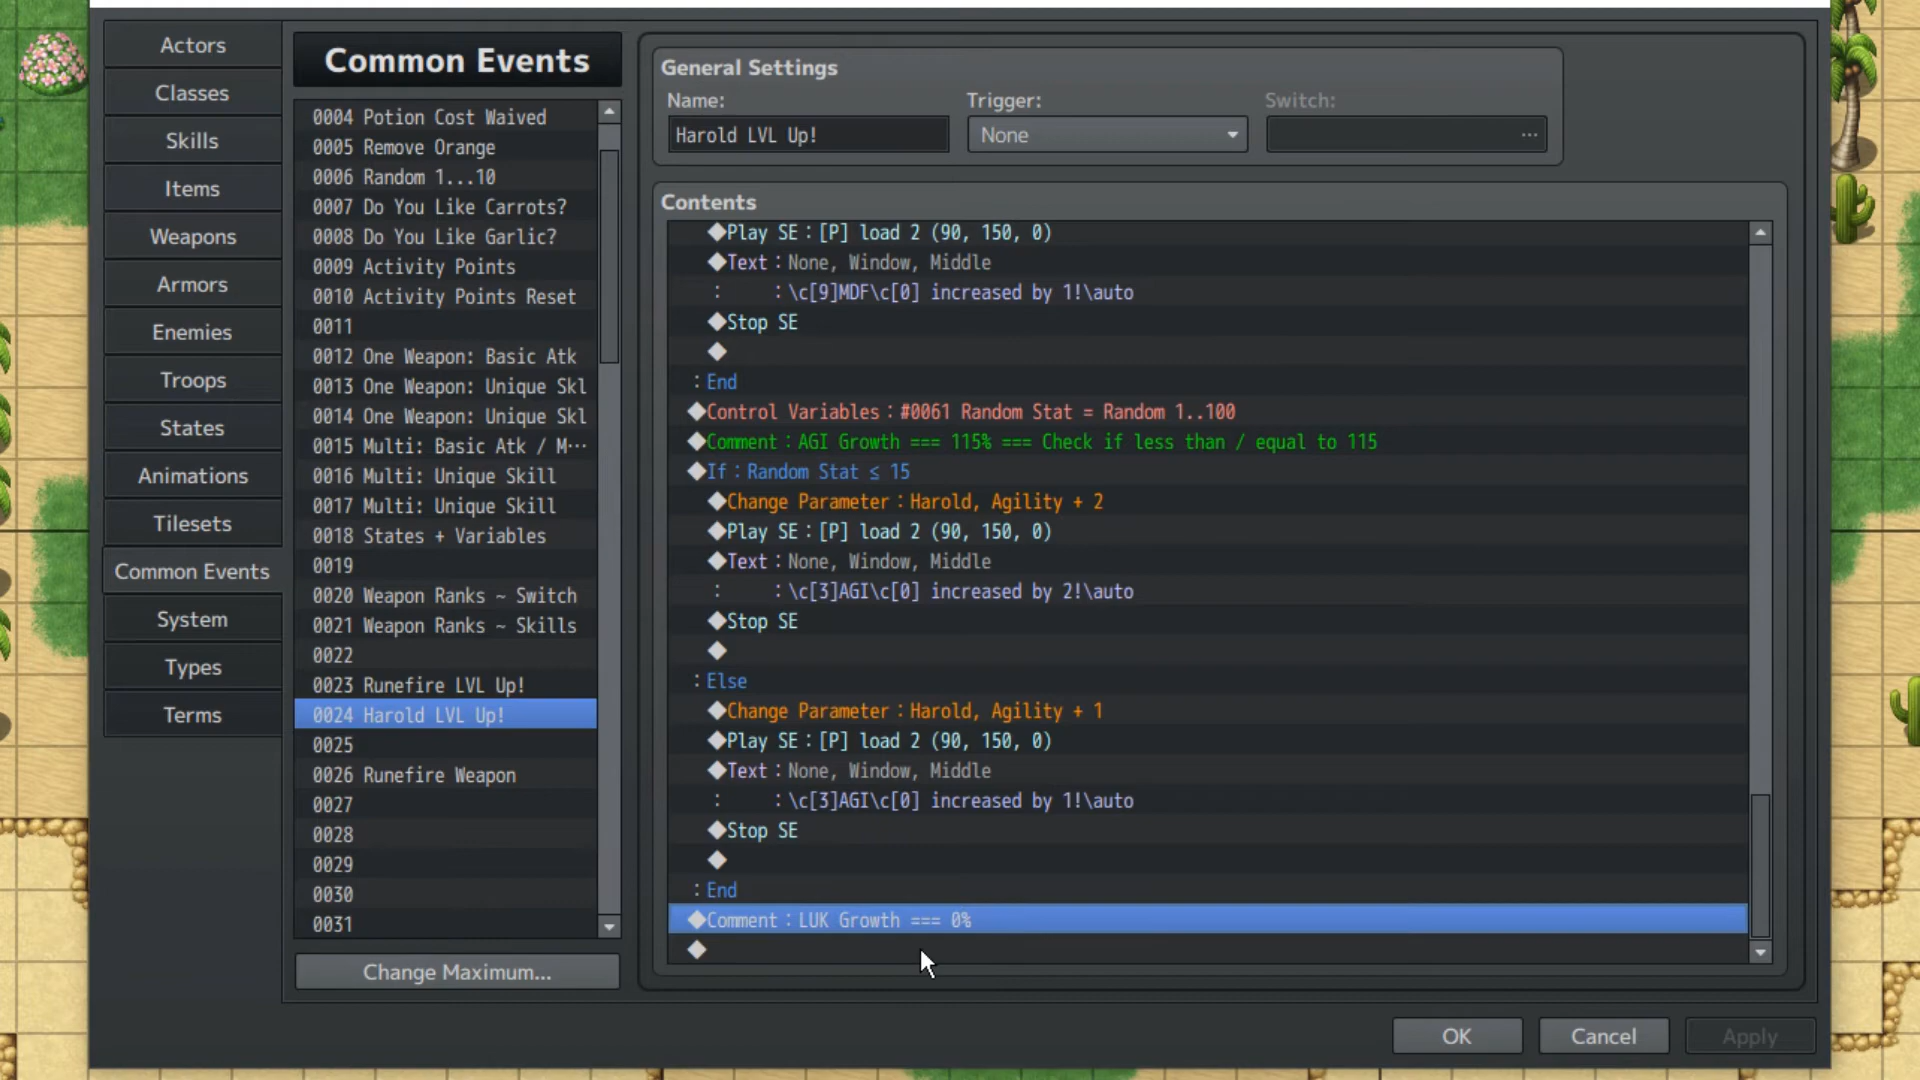 Actors
Classes
Skills
Items
Weapons
Armors
Enemies
Troops
States
Animations
Tilesets
Common Events
System
Types
Terms
Common Events
0004 Potion Cost Waived
0005 Remove Orange
0006 Random 1...10
0007 Do You Like Carrots?
0008 Do You Like Garlic?
0009 Activity Points
0010 Activity Points Reset
0011
0012 One Weapon: Basic Atk
0013 One Weapon: Unique Skl
0014 One Weapon: Unique Skl
0015 Multi: Basic Atk / M…
0016 Multi: Unique Skill
0017 Multi: Unique Skill
0018 States + Variables
0019
0020 Weapon Ranks ~ Switch
0021 Weapon Ranks ~ Skills
0022
0023 Runefire LVL Up!
0024 Harold LVL Up!
0025
0026 Runefire Weapon
0027
0028
0029
0030
0031
Change Maximum...
General Settings
Name: Trigger: Switch:
Harold LVL Up! None ...
Contents
◆Play SE：[P] load 2 (90, 150, 0)
◆Text：None, Window, Middle
：　：\c[9]MDF\c[0] increased by 1!\auto
◆Stop SE
◆
：End
◆Control Variables：#0061 Random Stat = Random 1..100
◆Comment：AGI Growth === 115% === Check if less than / equal to 115
◆If：Random Stat ≤ 15
◆Change Parameter：Harold, Agility + 2
◆Play SE：[P] load 2 (90, 150, 0)
◆Text：None, Window, Middle
：　：\c[3]AGI\c[0] increased by 2!\auto
◆Stop SE
◆
：Else
◆Change Parameter：Harold, Agility + 1
◆Play SE：[P] load 2 (90, 150, 0)
◆Text：None, Window, Middle
：　：\c[3]AGI\c[0] increased by 1!\auto
◆Stop SE
◆
：End
◆Comment：LUK Growth === 0%
◆
OK Cancel Apply